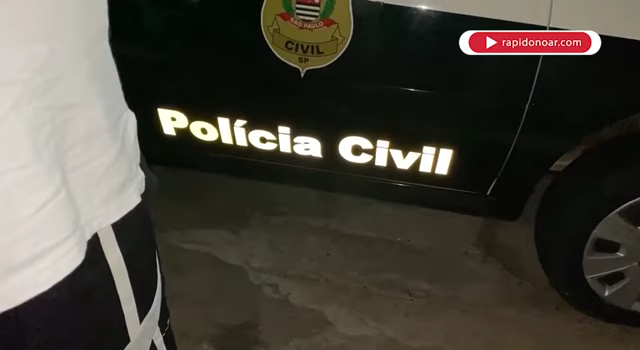 SÃO PAULO
CIVIL
SP
rapidonoar.com
Polícia Civil